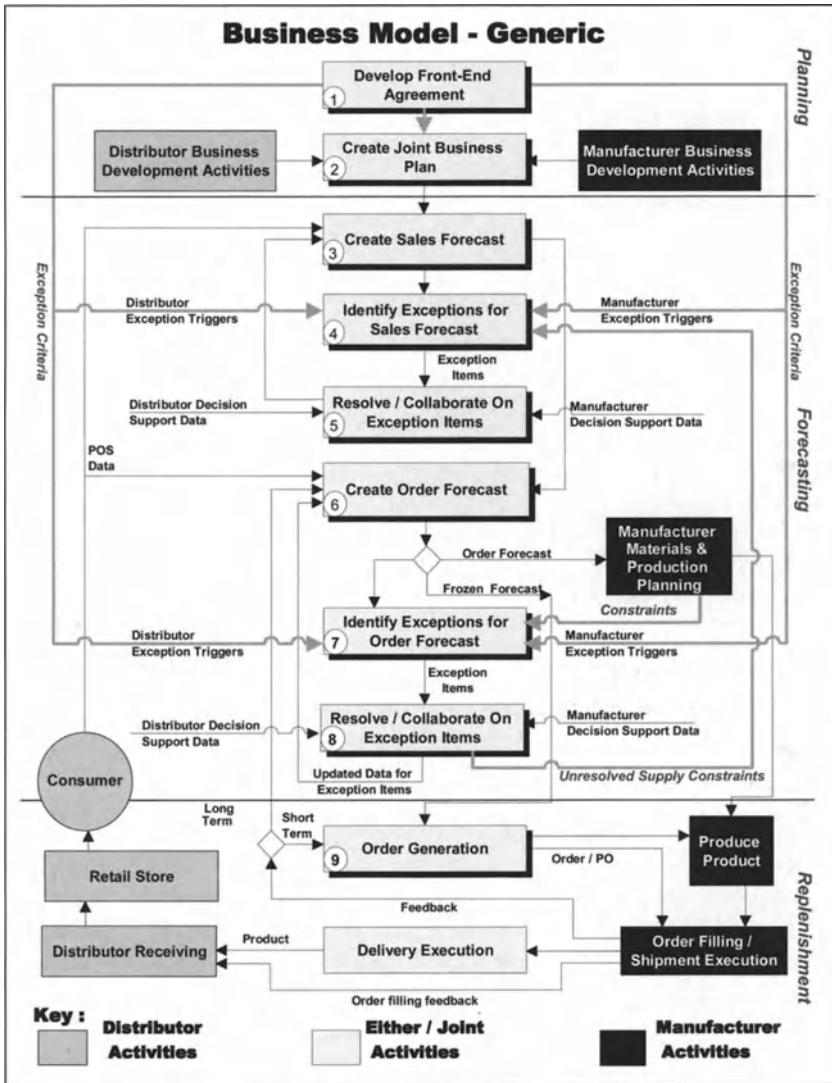 Business Model - Generic
Planning
Develop Front-End
Agreement
1
Distributor Business
Development Activities
Create Joint Business
Plan
2
Manufacturer Business
Development Activities
Create Sales Forecast
3
Exception Criteria
Exception Criteria
Distributor
Exception Triggers
Identify Exceptions for
Sales Forecast
4
Manufacturer
Exception Triggers
Exception
Items
Distributor Decision
Support Data
Resolve / Collaborate On
Exception Items
5
Manufacturer
Decision Support Data
Forecasting
POS
Data
Create Order Forecast
6
Order Forecast
Manufacturer
Materials &
Production
Planning
Frozen Forecast
Constraints
Distributor
Exception Triggers
Identify Exceptions for
Order Forecast
7
Manufacturer
Exception Triggers
Exception
Items
Distributor Decision
Support Data
Resolve / Collaborate On
Exception Items
8
Manufacturer
Decision Support Data
Consumer
Updated Data for
Exception Items
Unresolved Supply Constraints
Long
Term
Short
Term
Order Generation
9
Order / PO
Produce
Product
Retail Store
Feedback
Replenishment
Distributor Receiving
Product
Delivery Execution
Order Filling /
Shipment Execution
Order filling feedback
Key :
Distributor
Activities
Either / Joint
Activities
Manufacturer
Activities